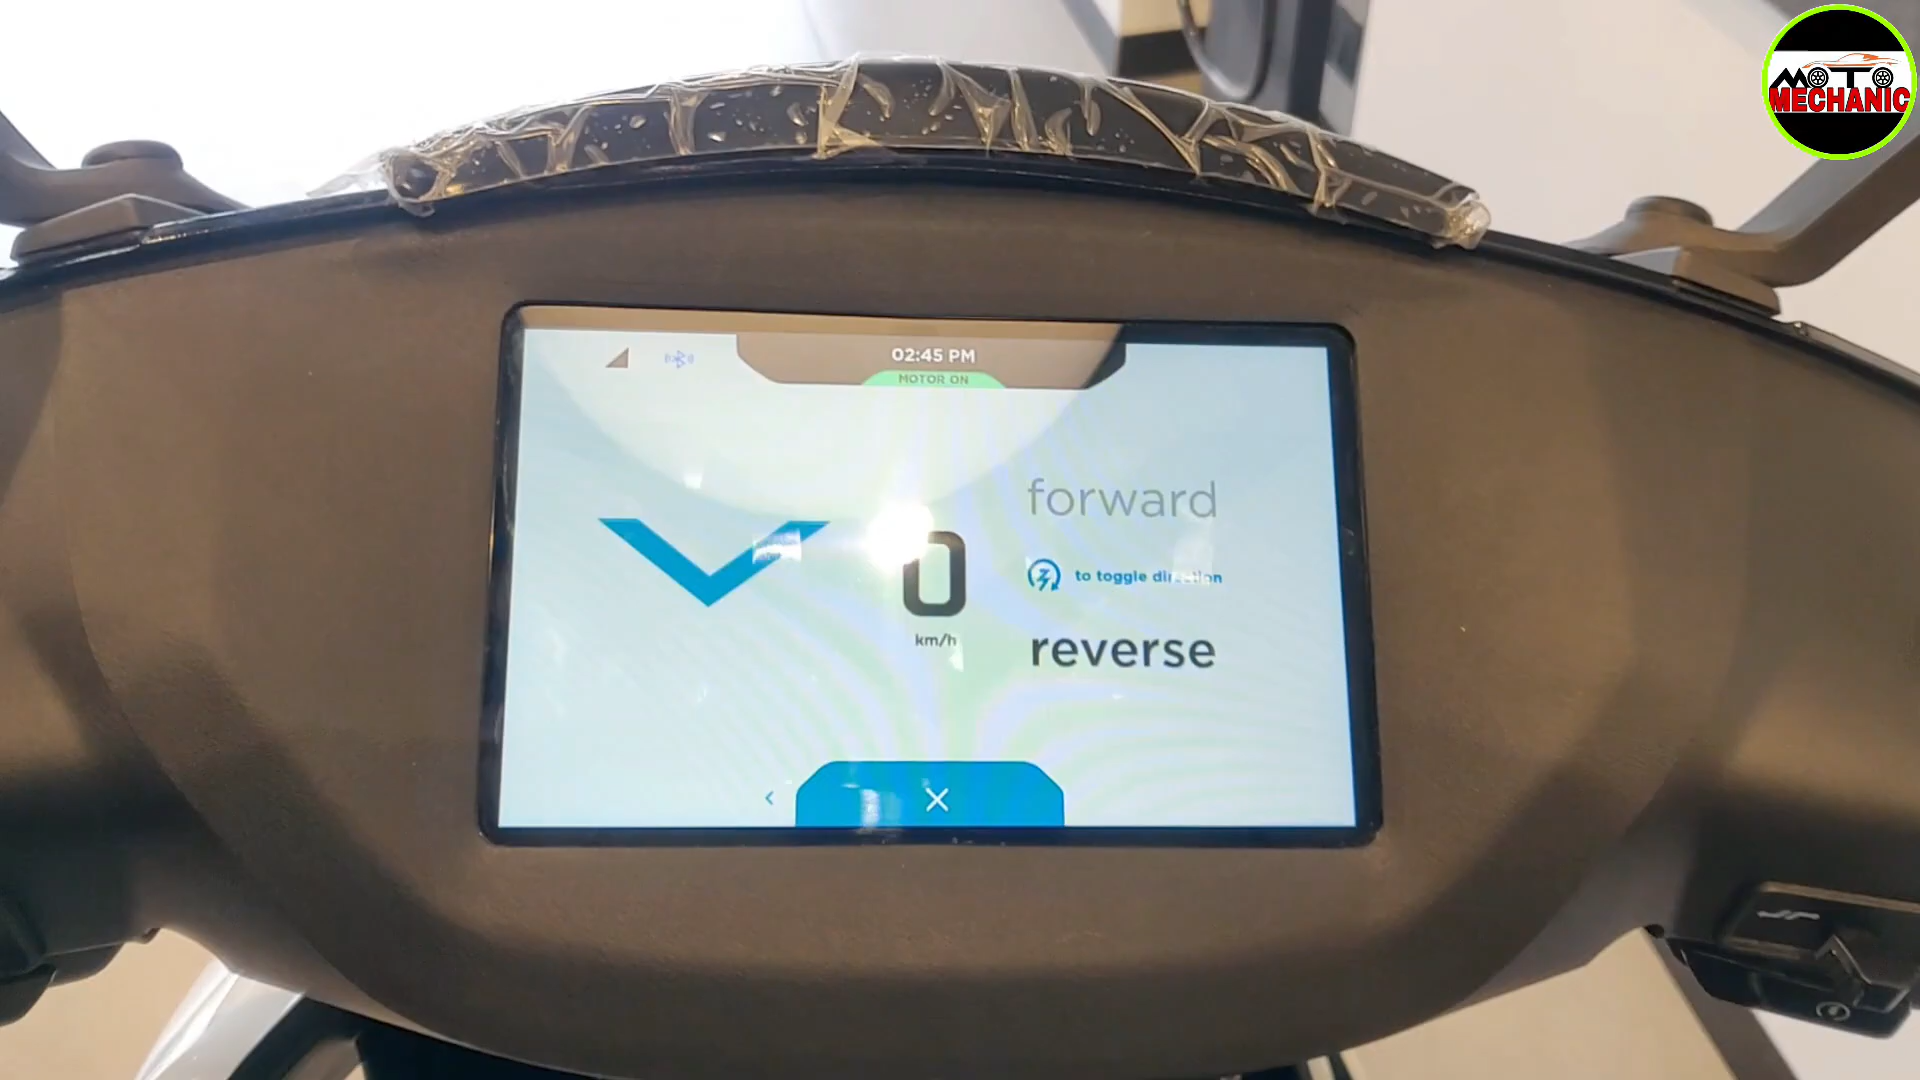 MOTO
MECHANIC
02:45 PM
MOTOR ON
forward
to toggle direction
0
km/h
reverse